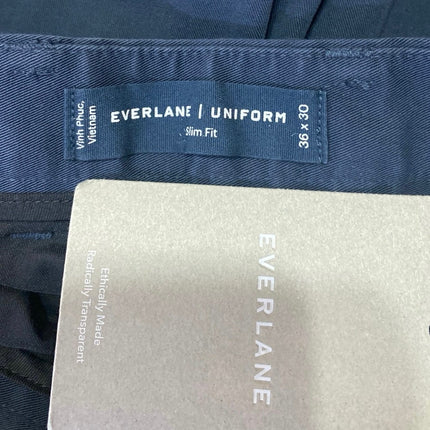 Vinh Phuc,
Vietnam
EVERLANE | UNIFORM
Slim Fit
36 x 30
EVERLANE
Ethically Made
Radically Transparent